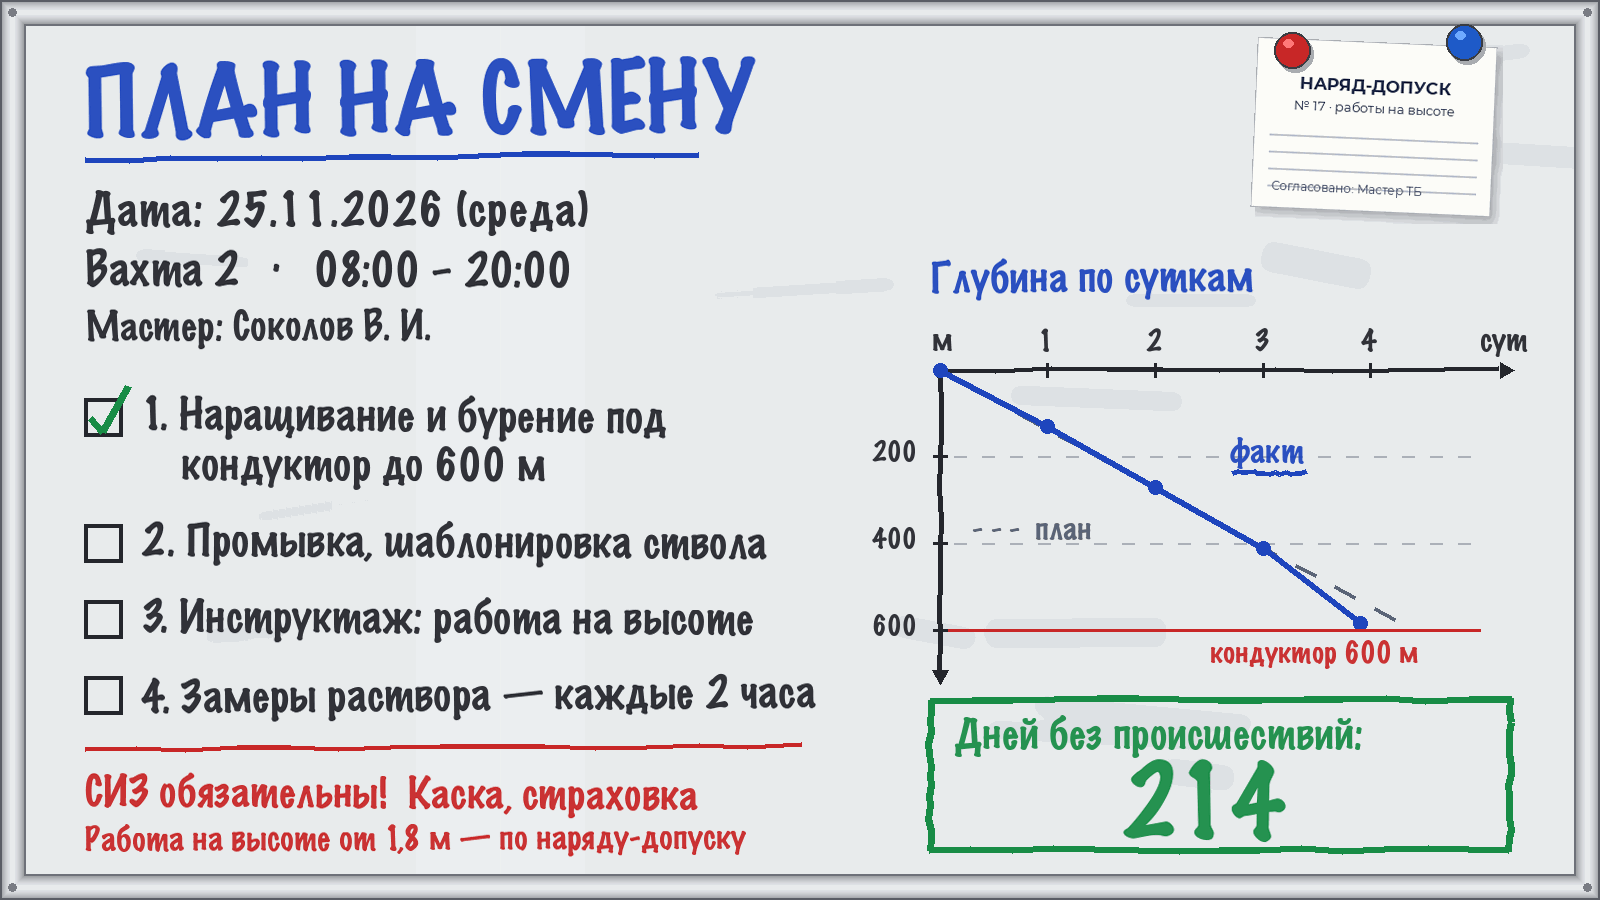 ПЛАН НА СМЕНУ
Дата: 25.11.2026 (среда)
Вахта 2 · 08:00 – 20:00
Мастер: Соколов В. И.
1. Наращивание и бурение под
кондуктор до 600 м
2. Промывка, шаблонировка ствола
3. Инструктаж: работа на высоте
4. Замеры раствора — каждые 2 часа
СИЗ обязательны! Каска, страховка
Работа на высоте от 1,8 м — по наряду-допуску
НАРЯД-ДОПУСК
№ 17 · работы на высоте
Согласовано: Мастер ТБ
Глубина по суткам
м 1 2 3 4 сут
200
факт
400
план
600
кондуктор 600 м
Дней без происшествий:
214